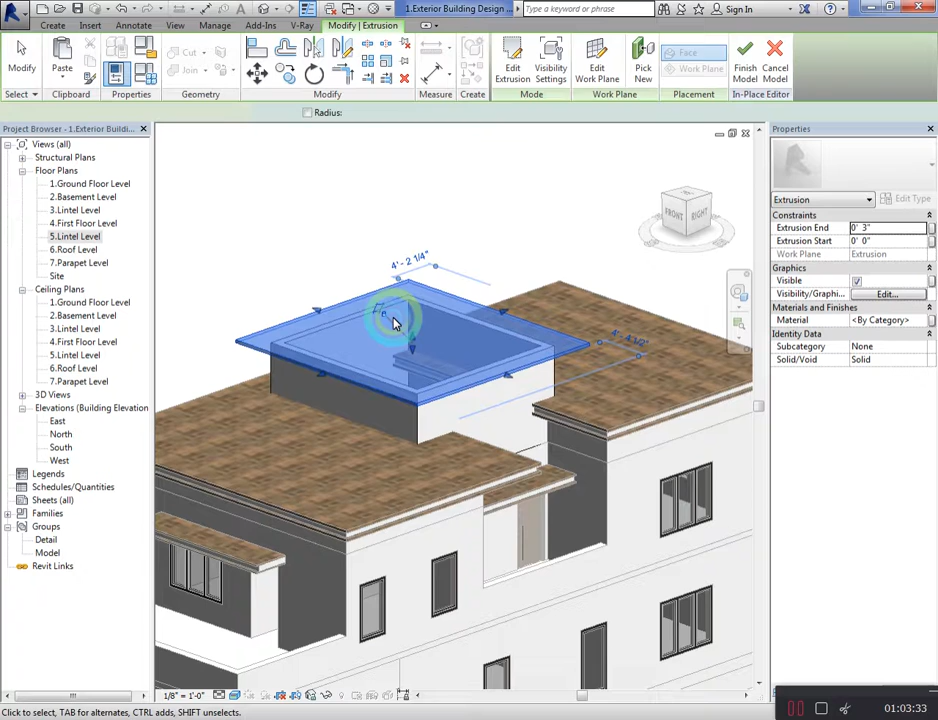 1.Exterior Building Design ...
Type a keyword or phrase
Sign In
Home Insert Annotate View Manage Add-Ins V-Ray Modify | Extrusion
Modify
Paste
Cut
Join
Edit Extrusion
Visibility Settings
Edit Work Plane
Pick New
Face
Work Plane
Finish Model
Cancel Model
Select Clipboard Properties Geometry Modify Measure Create Mode Work Plane Placement In-Place Editor
Radius:
Project Browser - 1.Exterior Buildi...
Views (all)
Structural Plans
Floor Plans
1.Ground Floor Level
2.Basement Level
3.Lintel Level
4.First Floor Level
5.Lintel Level
6.Roof Level
7.Parapet Level
Site
Ceiling Plans
1.Ground Floor Level
2.Basement Level
3.Lintel Level
4.First Floor Level
5.Lintel Level
6.Roof Level
7.Parapet Level
3D Views
Elevations (Building Elevation
East
North
South
West
Legends
Schedules/Quantities
Sheets (all)
Families
Groups
Detail
Model
Revit Links
4' - 2 1/4"
4' 4 1/2"
FRONT
RIGHT
Properties
Extrusion
Edit Type
Constraints
Extrusion End 0' 3"
Extrusion Start 0' 0"
Work Plane Extrusion
Graphics
Visible
Visibility/Graphi... Edit...
Materials and Finishes
Material <By Category>
Identity Data
Subcategory None
Solid/Void Solid
1/8" = 1'-0"
Click to select, TAB for alternates, CTRL adds, SHIFT unselects.
01:03:33